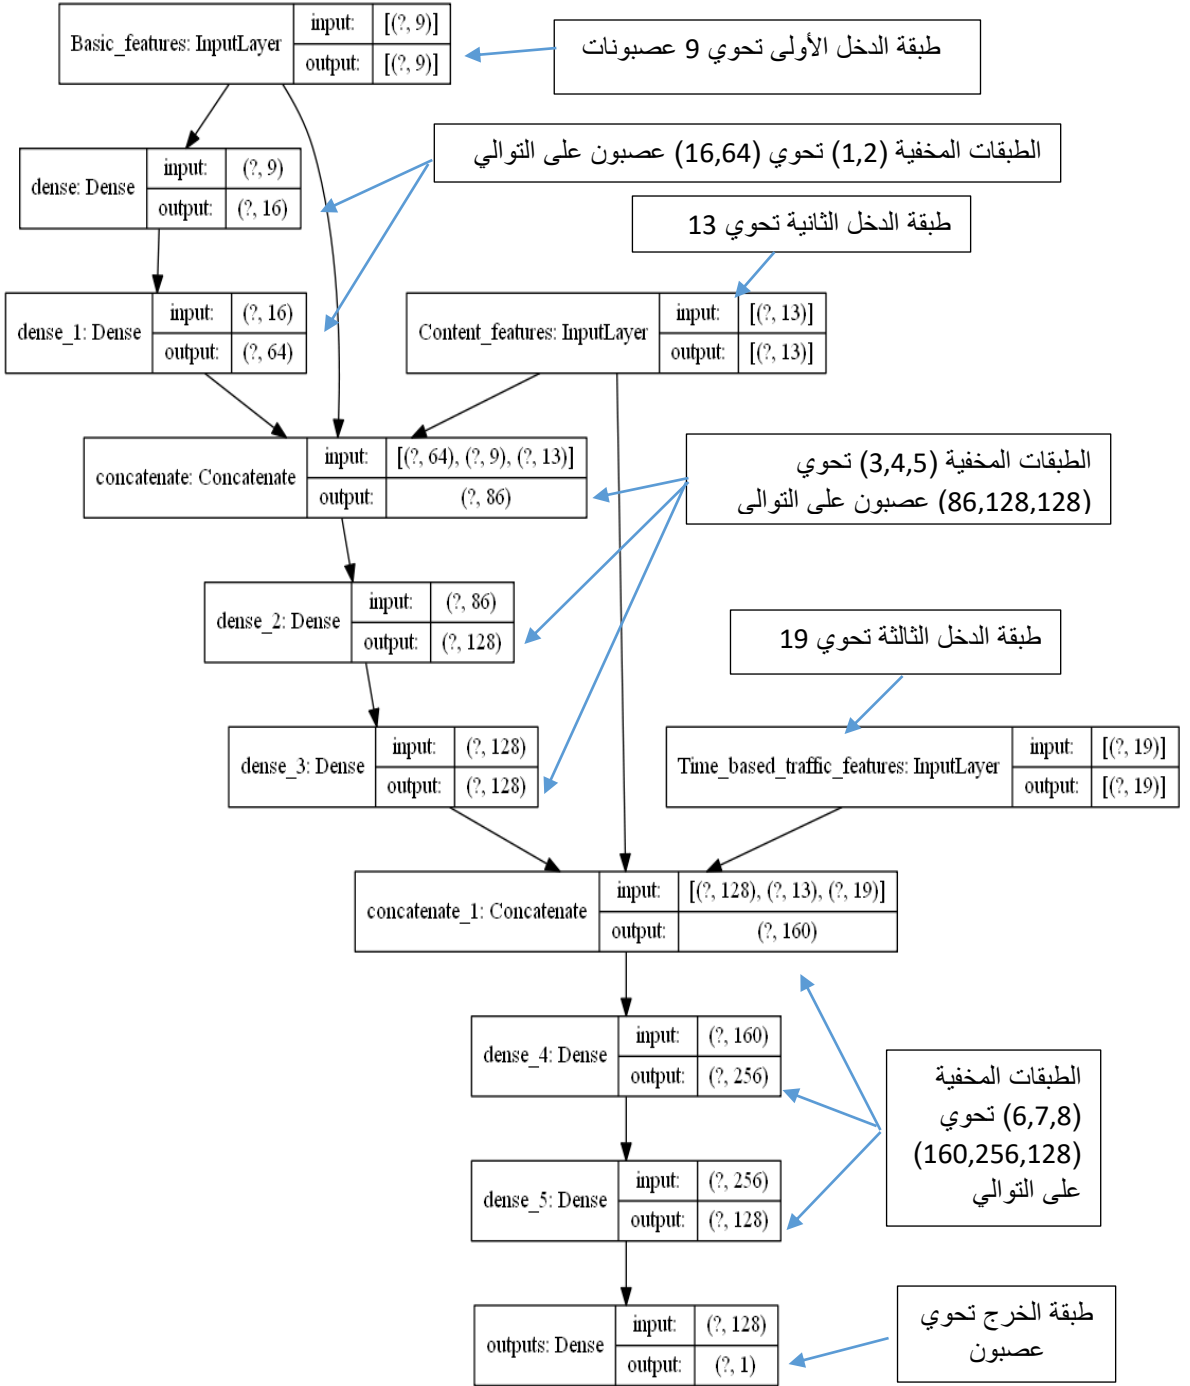 Basic_features: InputLayer
input: [(?, 9)]
output: [(?, 9)]
طبقة الدخل الأولى تحوي 9 عصبونات
الطبقات المخفية (1,2) تحوي (16,64) عصبون على التوالي
dense: Dense
input: (?, 9)
output: (?, 16)
طبقة الدخل الثانية تحوي 13
dense_1: Dense
input: (?, 16)
output: (?, 64)
Content_features: InputLayer
input: [(?, 13)]
output: [(?, 13)]
concatenate: Concatenate
input: [(?, 64), (?, 9), (?, 13)]
output: (?, 86)
الطبقات المخفية (3,4,5) تحوي
(86,128,128) عصبون على التوالى
dense_2: Dense
input: (?, 86)
output: (?, 128)
طبقة الدخل الثالثة تحوي 19
dense_3: Dense
input: (?, 128)
output: (?, 128)
Time_based_traffic_features: InputLayer
input: [(?, 19)]
output: [(?, 19)]
concatenate_1: Concatenate
input: [(?, 128), (?, 13), (?, 19)]
output: (?, 160)
dense_4: Dense
input: (?, 160)
output: (?, 256)
الطبقات المخفية
(6,7,8) تحوي
(160,256,128)
على التوالي
dense_5: Dense
input: (?, 256)
output: (?, 128)
outputs: Dense
input: (?, 128)
output: (?, 1)
طبقة الخرج تحوي
عصبون